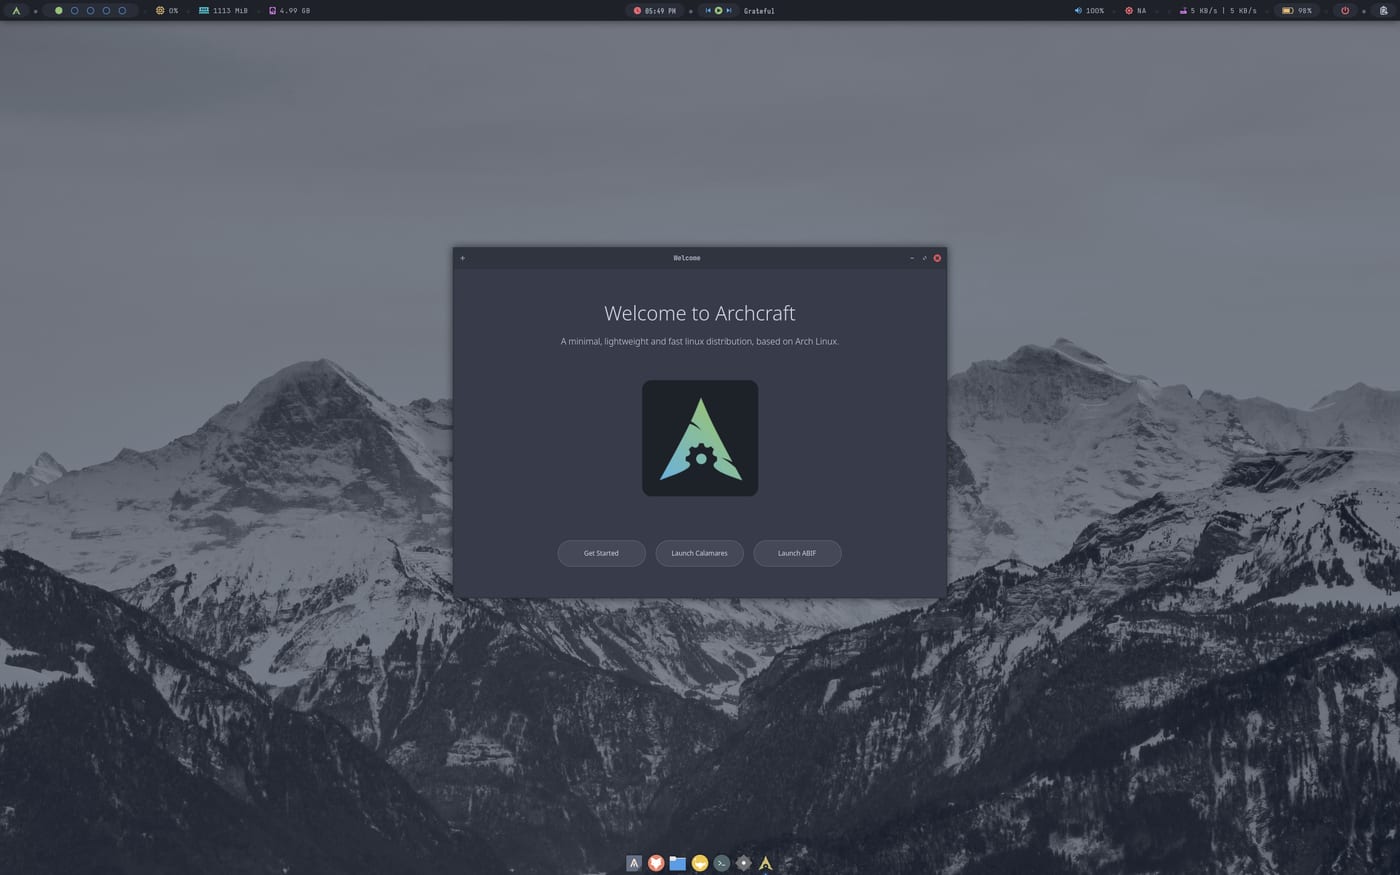 0%
1113 MiB
4.99 GB
05:49 PM
Grateful
100%
NA
5 KB/s | 5 KB/s
98%
Welcome
Welcome to Archcraft
A minimal, lightweight and fast linux distribution, based on Arch Linux.
Get Started
Launch Calamares
Launch ABIF